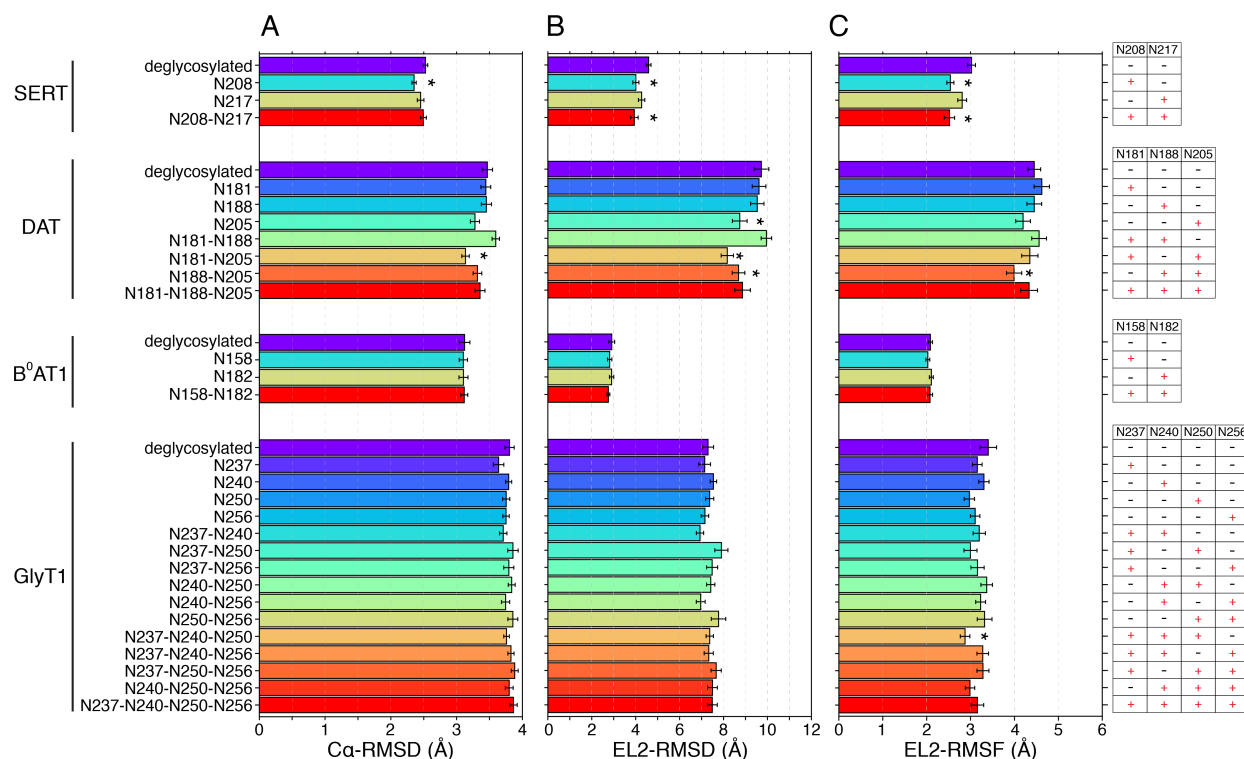 A B C
SERT
deglycosylated
N208
N217
N208-N217
* * *
* *
N208 N217
- -
+ -
- +
+ +
DAT
deglycosylated
N181
N188
N205
N181-N188
N181-N205
N188-N205
N181-N188-N205
*
* *
* *
N181 N188 N205
- - -
+ - -
- + -
- - +
+ + -
+ - +
- + +
+ + +
B⁰AT1
deglycosylated
N158
N182
N158-N182
N158 N182
- -
+ -
- +
+ +
GlyT1
deglycosylated
N237
N240
N250
N256
N237-N240
N237-N250
N237-N256
N240-N250
N240-N256
N250-N256
N237-N240-N250
N237-N240-N256
N237-N250-N256
N240-N250-N256
N237-N240-N250-N256
*
N237 N240 N250 N256
- - - -
+ - - -
- + - -
- - + -
- - - +
+ + - -
+ - + -
+ - - +
- + + -
- + - +
- - + +
+ + + -
+ + - +
+ - + +
- + + +
+ + + +
0 1 2 3 4
Cα-RMSD (Å)
0 2 4 6 8 10 12
EL2-RMSD (Å)
0 1 2 3 4 5 6
EL2-RMSF (Å)